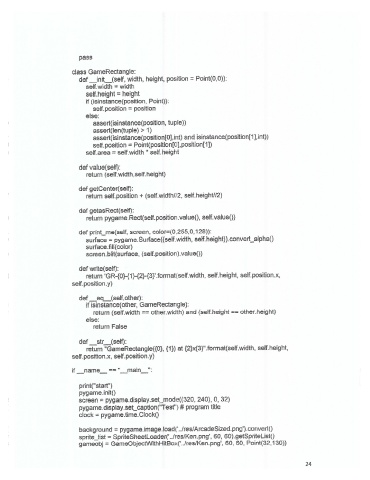 pass
class GameRectangle:
def __init__(self, width, height, position = Point(0,0)):
self.width = width
self.height = height
if (isinstance(position, Point)):
self.position = position
else:
assert(isinstance(position, tuple))
assert(len(tuple) > 1)
assert(isinstance(position[0],int) and isinstance(position[1],int))
self.position = Point(position[0],position[1])
self.area = self.width * self.height
def value(self):
return (self.width,self.height)
def getCenter(self):
return self.position + (self.width//2, self.height//2)
def getasRect(self):
return pygame.Rect(self.position.value(), self.value())
def print_me(self, screen, color=(0,255,0,128)):
surface = pygame.Surface((self.width, self.height)).convert_alpha()
surface.fill(color)
screen.blit(surface, (self.position).value())
def write(self):
return 'GR-{0}-{1}-{2}-{3}'.format(self.width, self.height, self.position.x,
self.position.y)
def __eq__(self,other):
if isinstance(other, GameRectangle):
return (self.width == other.width) and (self.height == other.height)
else:
return False
def __str__(self):
return "GameRectangle({0}, {1}) at {2}x{3}".format(self.width, self.height,
self.position.x, self.position.y)
if __name__ == "__main__":
print("start")
pygame.init()
screen = pygame.display.set_mode((320, 240), 0, 32)
pygame.display.set_caption("Test") # program title
clock = pygame.time.Clock()
background = pygame.image.load('../res/ArcadeSized.png').convert()
sprite_list = SpriteSheetLoader('../res/Ken.png', 60, 60).getSpriteList()
gameobj = GameObjectWithHitBox('../res/Ken.png', 60, 60, Point(32,130))
24